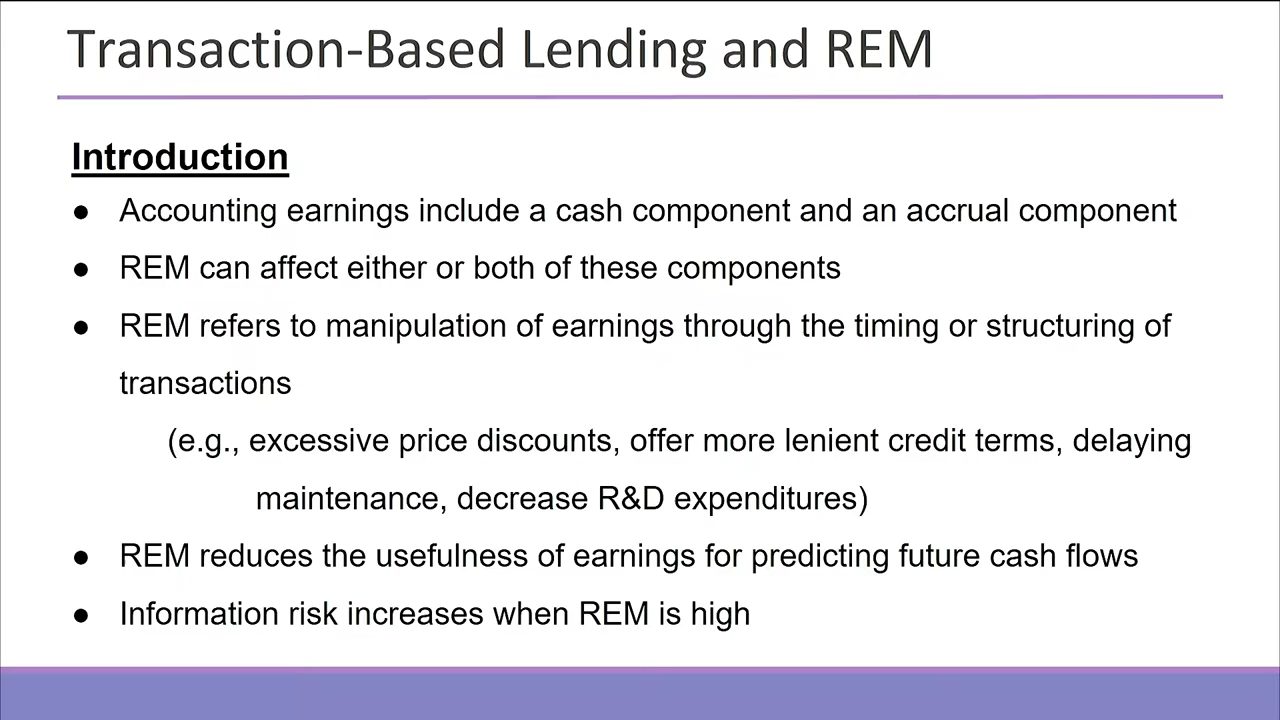 Transaction-Based Lending and REM
Introduction
● Accounting earnings include a cash component and an accrual component
● REM can affect either or both of these components
● REM refers to manipulation of earnings through the timing or structuring of
transactions
(e.g., excessive price discounts, offer more lenient credit terms, delaying
maintenance, decrease R&D expenditures)
● REM reduces the usefulness of earnings for predicting future cash flows
● Information risk increases when REM is high